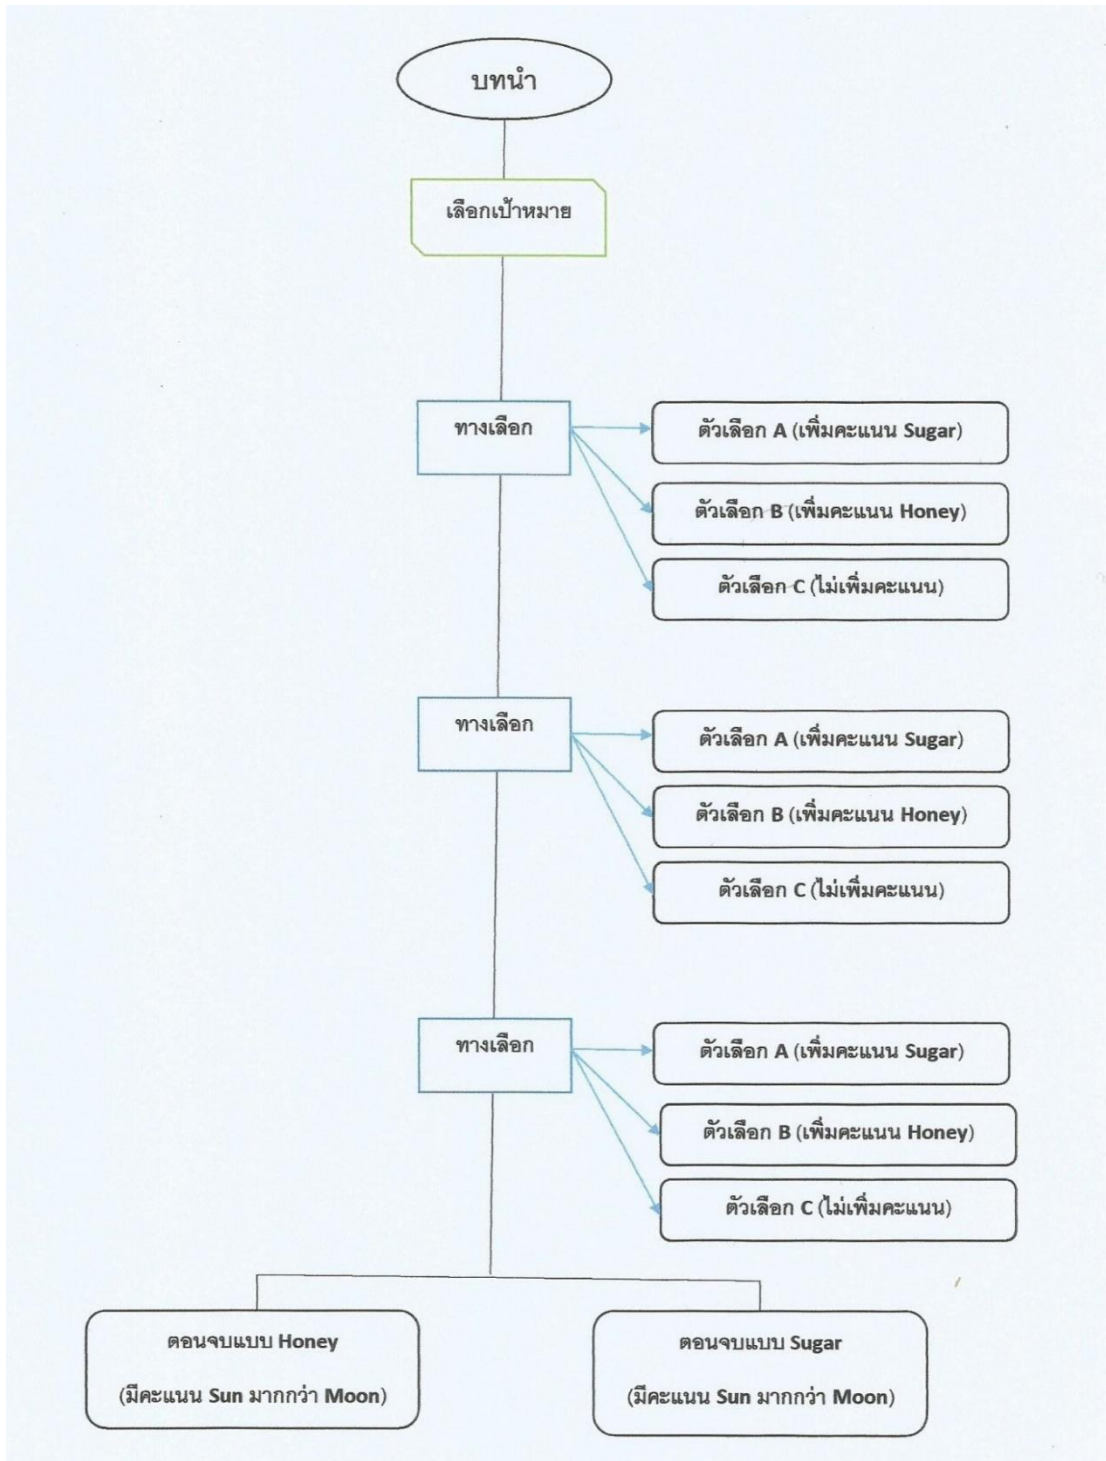 บทนำ
เลือกเป้าหมาย
ทางเลือก
ตัวเลือก A (เพิ่มคะแนน Sugar)
ตัวเลือก B (เพิ่มคะแนน Honey)
ตัวเลือก C (ไม่เพิ่มคะแนน)
ทางเลือก
ตัวเลือก A (เพิ่มคะแนน Sugar)
ตัวเลือก B (เพิ่มคะแนน Honey)
ตัวเลือก C (ไม่เพิ่มคะแนน)
ทางเลือก
ตัวเลือก A (เพิ่มคะแนน Sugar)
ตัวเลือก B (เพิ่มคะแนน Honey)
ตัวเลือก C (ไม่เพิ่มคะแนน)
ตอนจบแบบ Honey
(มีคะแนน Sun มากกว่า Moon)
ตอนจบแบบ Sugar
(มีคะแนน Sun มากกว่า Moon)